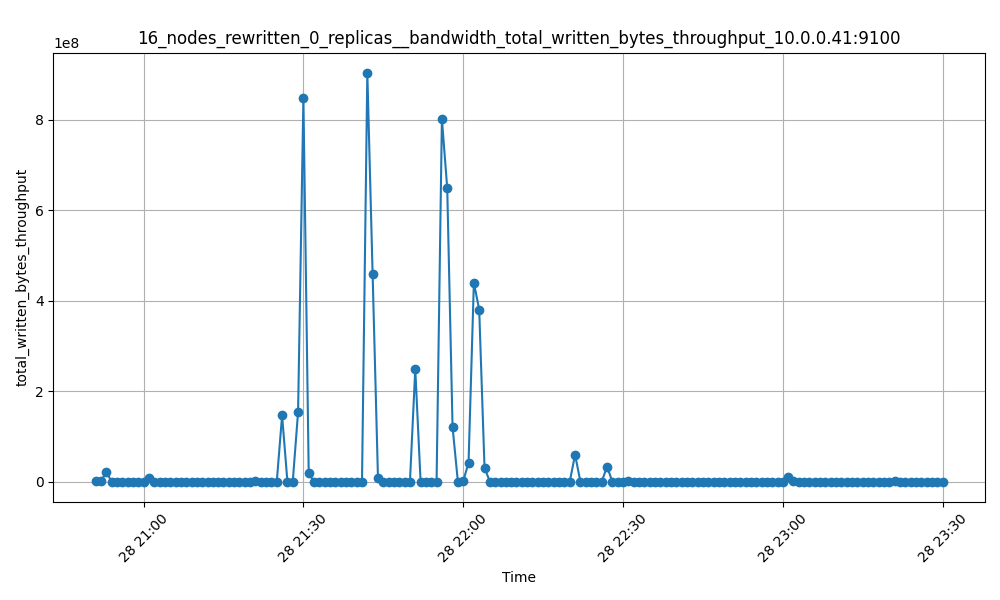 16_nodes_rewritten_0_replicas__bandwidth_total_written_bytes_throughput_10.0.0.41:9100
1e8
8
6
4
2
0
total_written_bytes_throughput
28 21:00
28 21:30
28 22:00
28 22:30
28 23:00
28 23:30
Time